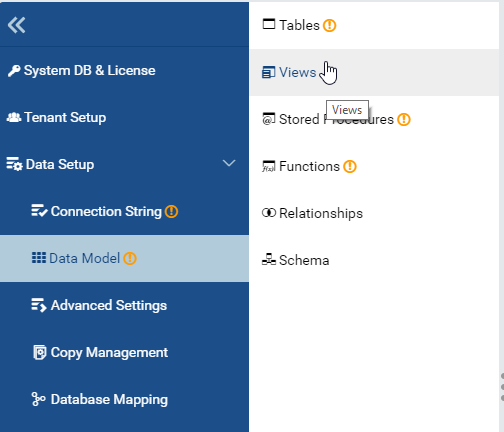 System DB & License
Tenant Setup
Data Setup
Connection String
Data Model
Advanced Settings
Copy Management
Database Mapping
Tables
Views
Views
Stored Procedures
Functions
Relationships
Schema